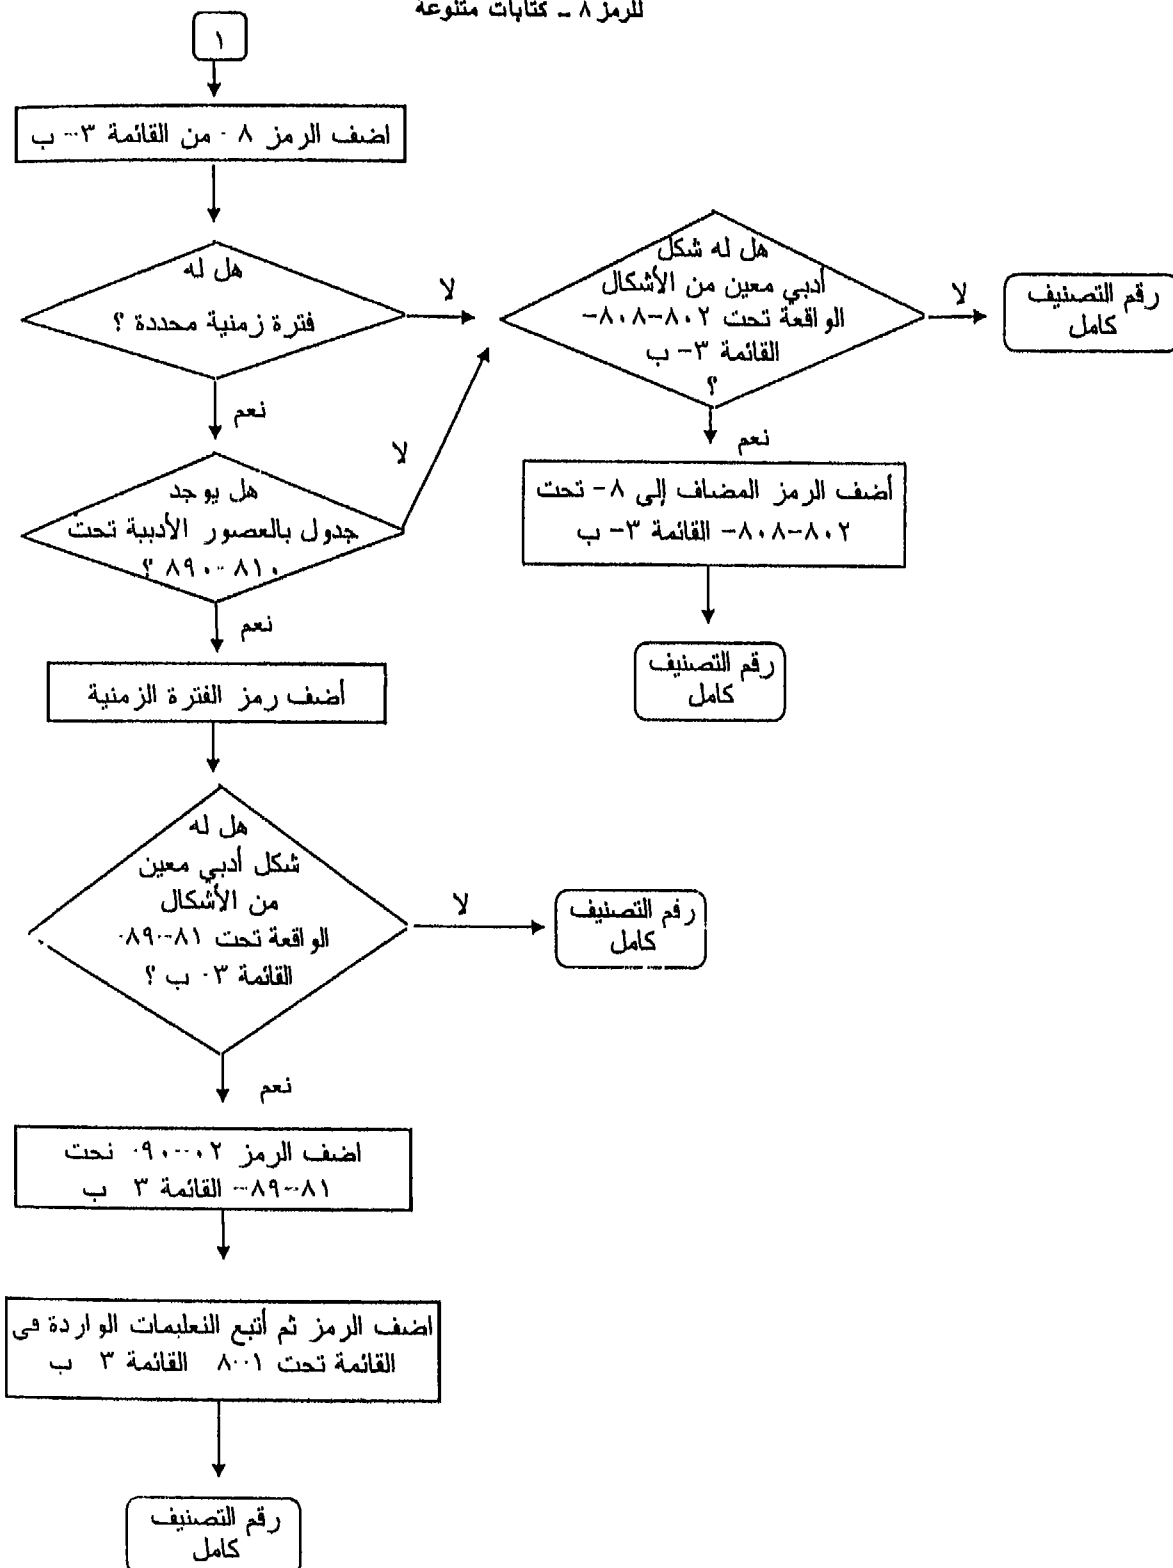 للرمز ٨ ـ كتابات متنوعة
١
اضف الرمز ٨ - من القائمة ٣-- ب
هل له
فترة زمنية محددة ؟
لا
نعم
هل له شكل
أدبي معين من الأشكال
الواقعة تحت ٨٠٢-٨٠٨-
القائمة ٣- ب
؟
لا
رقم التصنيف
كامل
نعم
أضف الرمز المضاف إلى ٨- تحت
٨٠٢-٨٠٨- القائمة ٣- ب
رقم التصنيف
كامل
هل يوجد
جدول بالعصور الأدبية تحت
٨١٠-٨٩٠ ؟
لا
نعم
أضف رمز الفترة الزمنية
هل له
شكل أدبي معين
من الأشكال
الواقعة تحت ٨١-٨٩-
القائمة ٣- ب ؟
لا
رقم التصنيف
كامل
نعم
اضف الرمز ٠٢-٠٩٠ تحت
٨١-٨٩- القائمة ٣ ب
اضف الرمز ثم أتبع التعليمات الواردة في
القائمة تحت ٨٠٠١ القائمة ٣ ب
رقم التصنيف
كامل